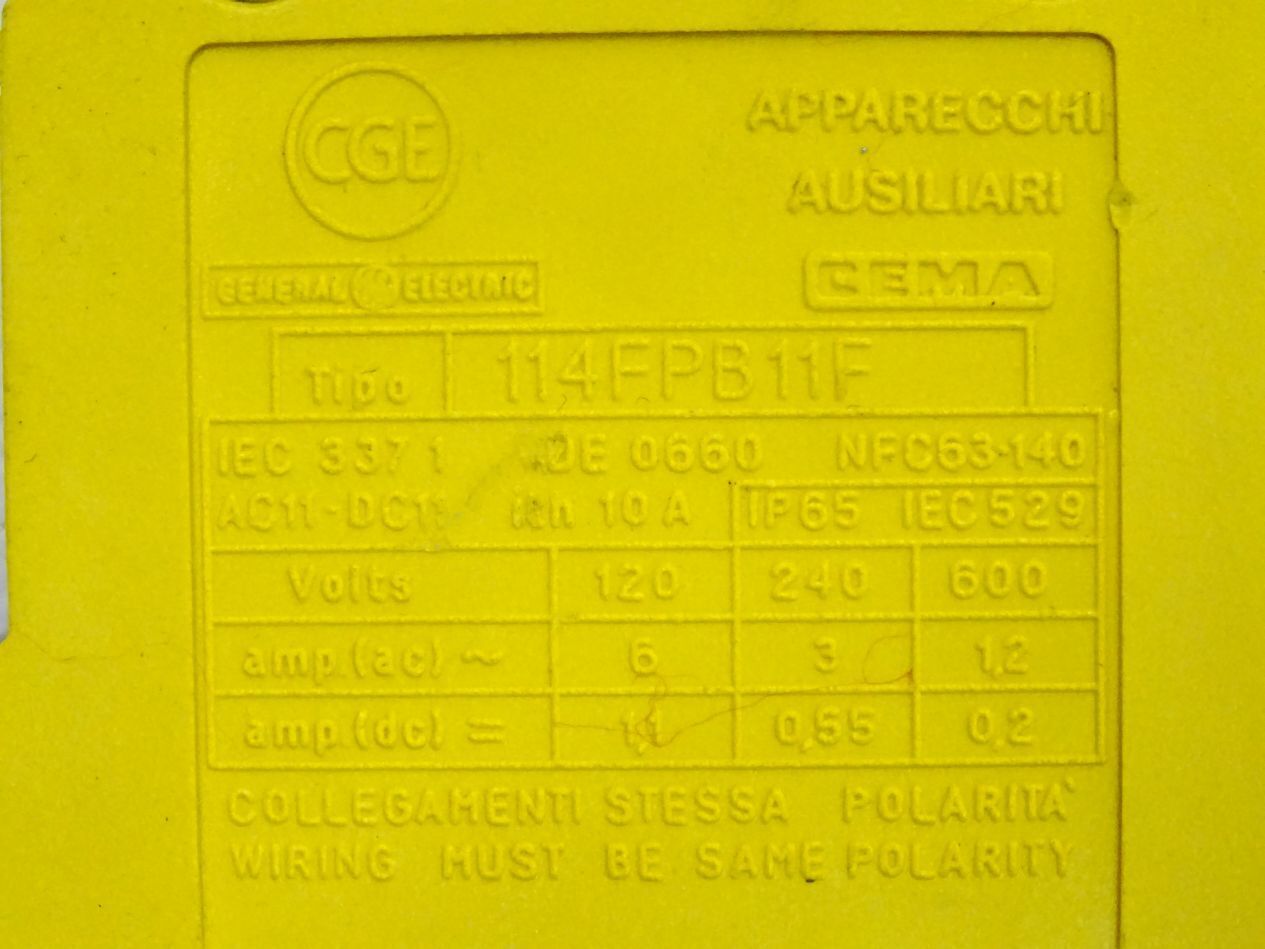 CGE
APPARECCHI
AUSILIARI
GENERAL GE ELECTRIC
CEMA
Tipo 114FPB11F
IEC 337 1 VDE 0660 NFC63-140
AC11-DC11 ith 10 A IP65 IEC529
Volts 120 240 600
amp.(ac) ~ 6 3 1,2
amp.(dc) = 1,1 0,55 0,2
COLLEGAMENTI STESSA POLARITA'
WIRING MUST BE SAME POLARITY